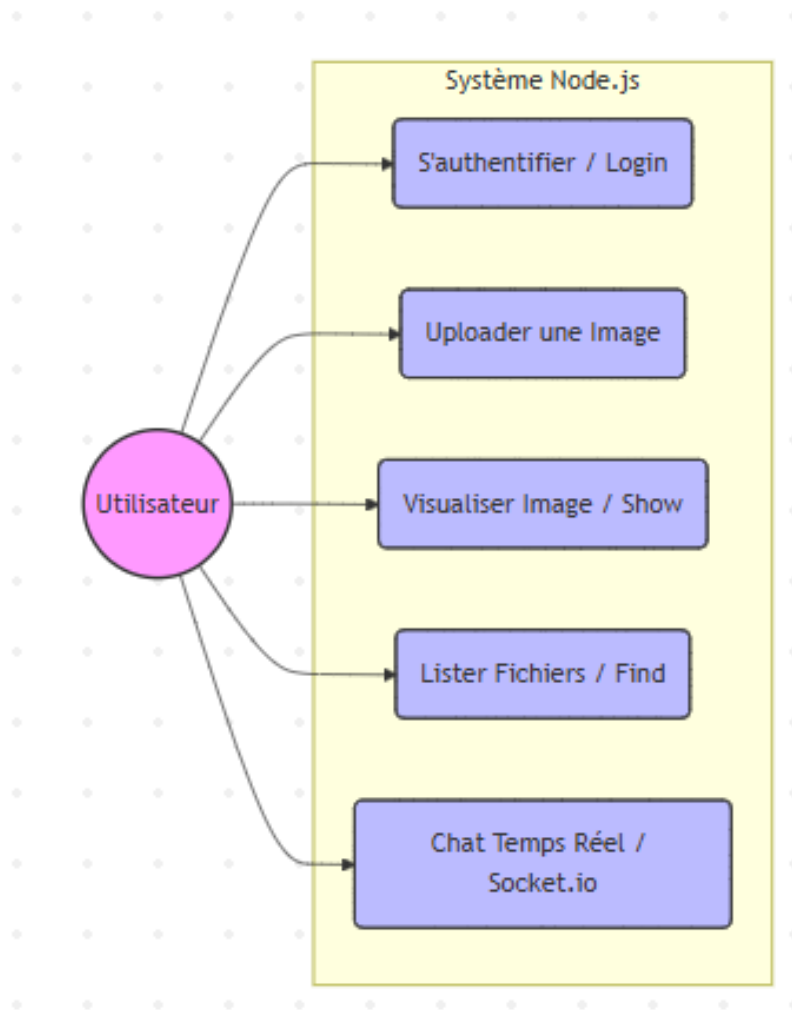 Système Node.js
S'authentifier / Login
Uploader une Image
Utilisateur
Visualiser Image / Show
Lister Fichiers / Find
Chat Temps Réel /
Socket.io